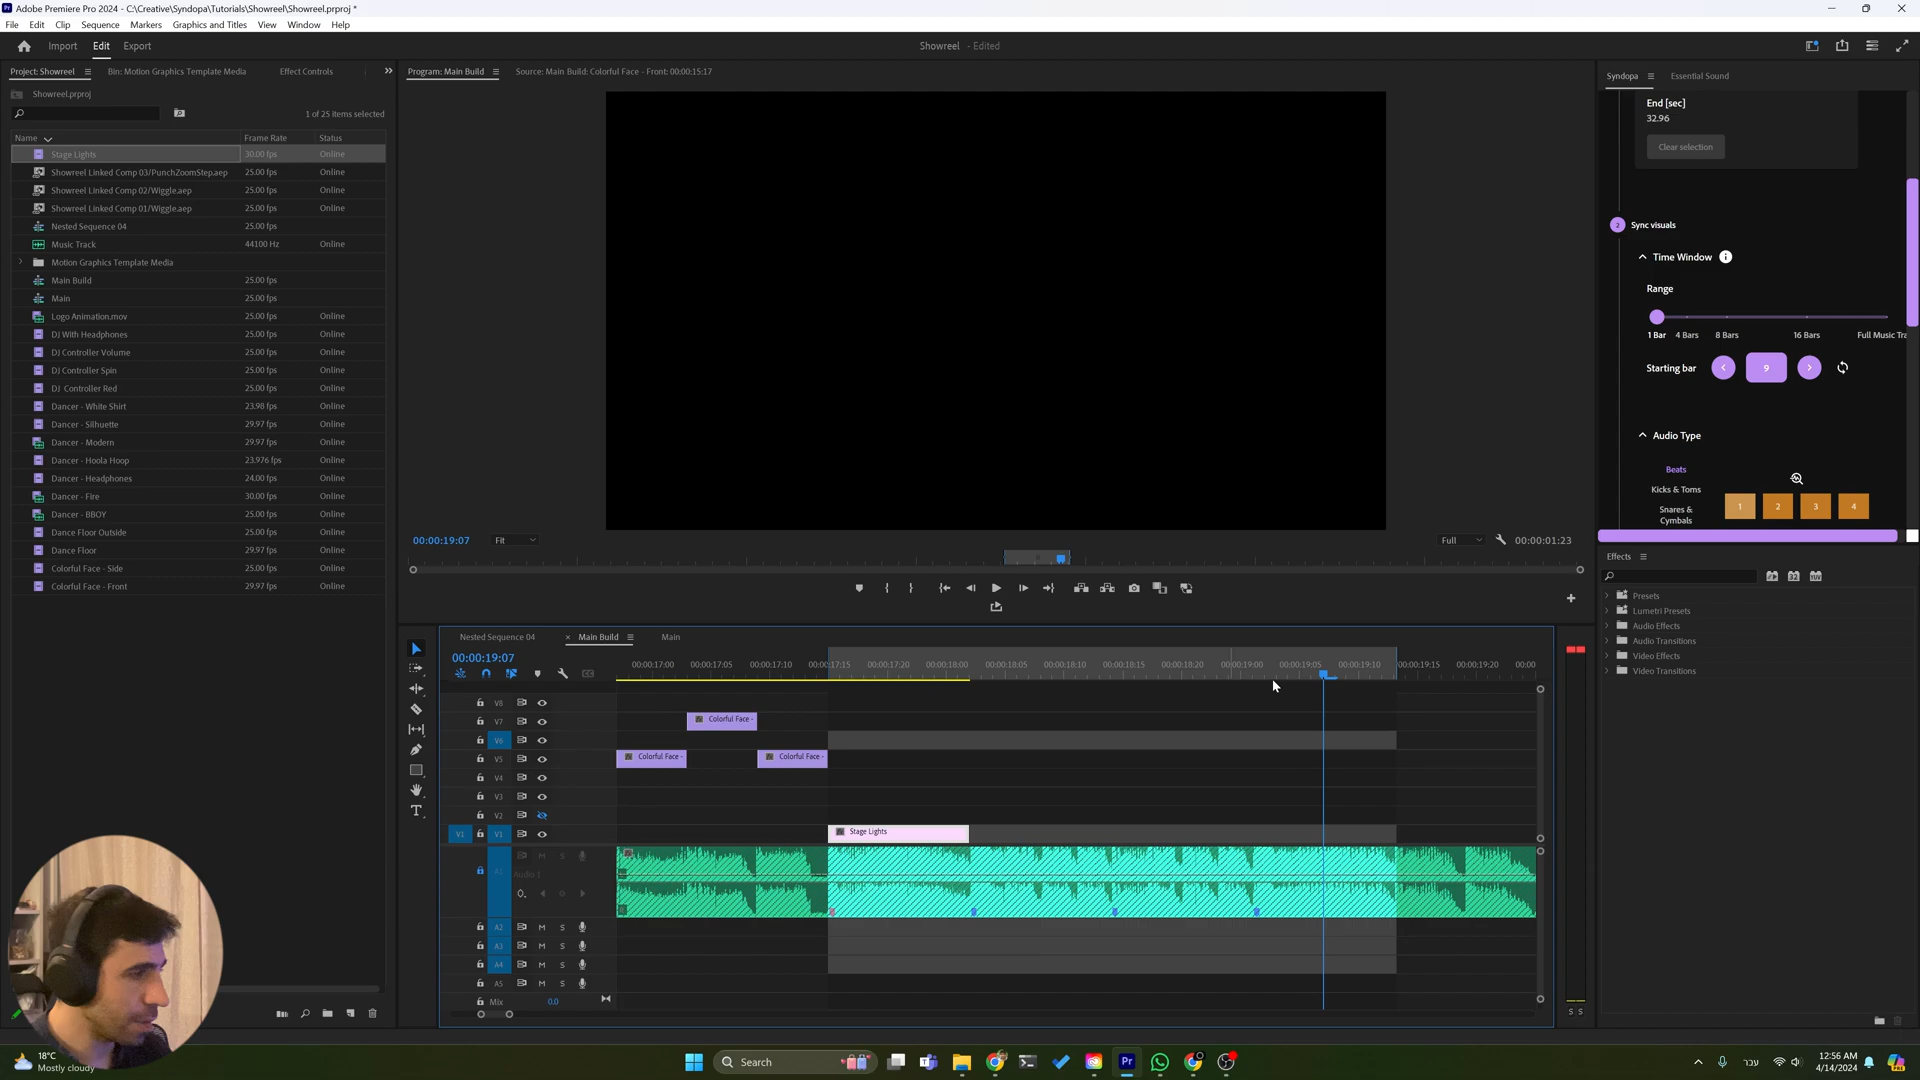 Adobe Premiere Pro 2024 - C:\Creative\Syndopa\Tutorials\Showreel\Showreel.prproj *
File Edit Clip Sequence Markers Graphics and Titles View Window Help
Import Edit Export
Showreel - Edited
Project: Showreel Bin: Motion Graphics Template Media Effect Controls
Showreel.prproj
1 of 25 items selected
Name Frame Rate Status
Stage Lights 30.00 fps Online
Showreel Linked Comp 03/PunchZoomStep.aep 25.00 fps Online
Showreel Linked Comp 02/Wiggle.aep 25.00 fps Online
Showreel Linked Comp 01/Wiggle.aep 25.00 fps Online
Nested Sequence 04 25.00 fps
Music Track 44100 Hz Online
Motion Graphics Template Media
Main Build 25.00 fps
Main 25.00 fps
Logo Animation.mov 25.00 fps Online
DJ With Headphones 25.00 fps Online
DJ Controller Volume 25.00 fps Online
DJ Controller Spin 25.00 fps Online
DJ Controller Red 25.00 fps Online
Dancer - White Shirt 23.98 fps Online
Dancer - Silhuette 29.97 fps Online
Dancer - Modern 29.97 fps Online
Dancer - Hoola Hoop 23.976 fps Online
Dancer - Headphones 24.00 fps Online
Dancer - Fire 30.00 fps Online
Dancer - BBOY 25.00 fps Online
Dance Floor Outside 25.00 fps Online
Dance Floor 29.97 fps Online
Colorful Face - Side 25.00 fps Online
Colorful Face - Front 29.97 fps Online
Program: Main Build Source: Main Build: Colorful Face - Front: 00:00:15:17
00:00:19:07 Fit Full 00:00:01:23
Syndopa Essential Sound
End [sec]
32.96
Clear selection
2 Sync visuals
Time Window
Range
1 Bar 4 Bars 8 Bars 16 Bars Full Music Tra
Starting bar 9
Audio Type
Beats
Kicks & Toms
Snares &
Cymbals
1 2 3 4
Effects
Presets
Lumetri Presets
Audio Effects
Audio Transitions
Video Effects
Video Transitions
Nested Sequence 04 × Main Build Main
00:00:19:07
00:00:17:00 00:00:17:05 00:00:17:10 00:00:17:15 00:00:17:20 00:00:18:00 00:00:18:05 00:00:18:10 00:00:18:15 00:00:18:20 00:00:19:00 00:00:19:05 00:00:19:10 00:00:19:15 00:00:19:20 00:00
V8
V7 Colorful Face -
V6
V5 Colorful Face - Colorful Face -
V4
V3
V2
V1 V1 Stage Lights
A1 M S
Audio 1
A2 M S
A3 M S
A4 M S
A5 M S
Mix 0.0
S S
18°C
Mostly cloudy
Search
עבר
12:56 AM
4/14/2024